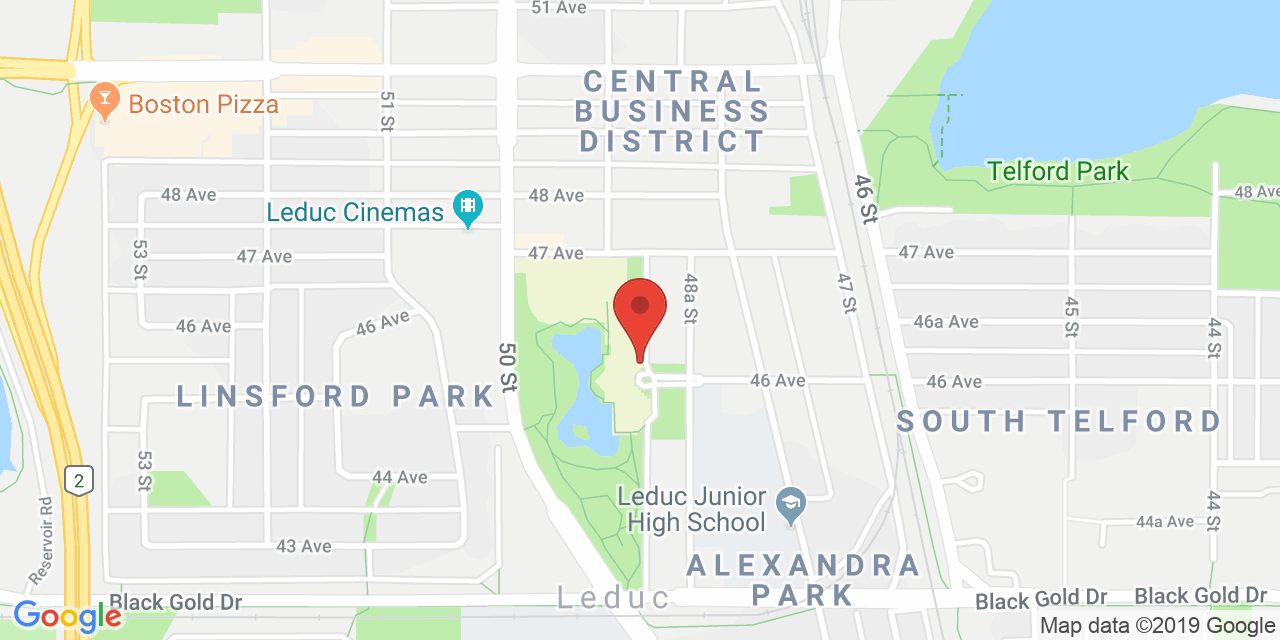 51 Ave
CENTRAL
BUSINESS
DISTRICT
Boston Pizza
51 St
Telford Park
46 St
48 Ave
48 Ave
48 Ave
Leduc Cinemas
53 St
47 Ave
47 Ave
47 Ave
48a St
47 St
46 Ave
46 Ave
46a Ave
45 St
44 St
50 St
46 Ave
46 Ave
LINSFORD PARK
SOUTH TELFORD
53 St
44 Ave
2
Leduc Junior
High School
44 St
44a Ave
Reservoir Rd
43 Ave
ALEXANDRA
PARK
Leduc
Black Gold Dr
Black Gold Dr
Black Gold Dr
Google
Map data ©2019 Google